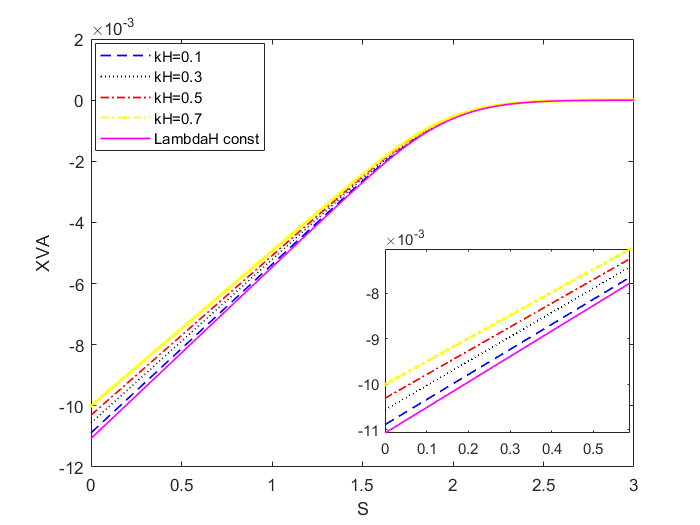 ×10⁻³
2
0
-2
-4
-6
-8
-10
-12
XVA
kH=0.1
kH=0.3
kH=0.5
kH=0.7
LambdaH const
×10⁻³
-8
-9
-10
-11
0 0.1 0.2 0.3 0.4 0.5
0 0.5 1 1.5 2 2.5 3
S